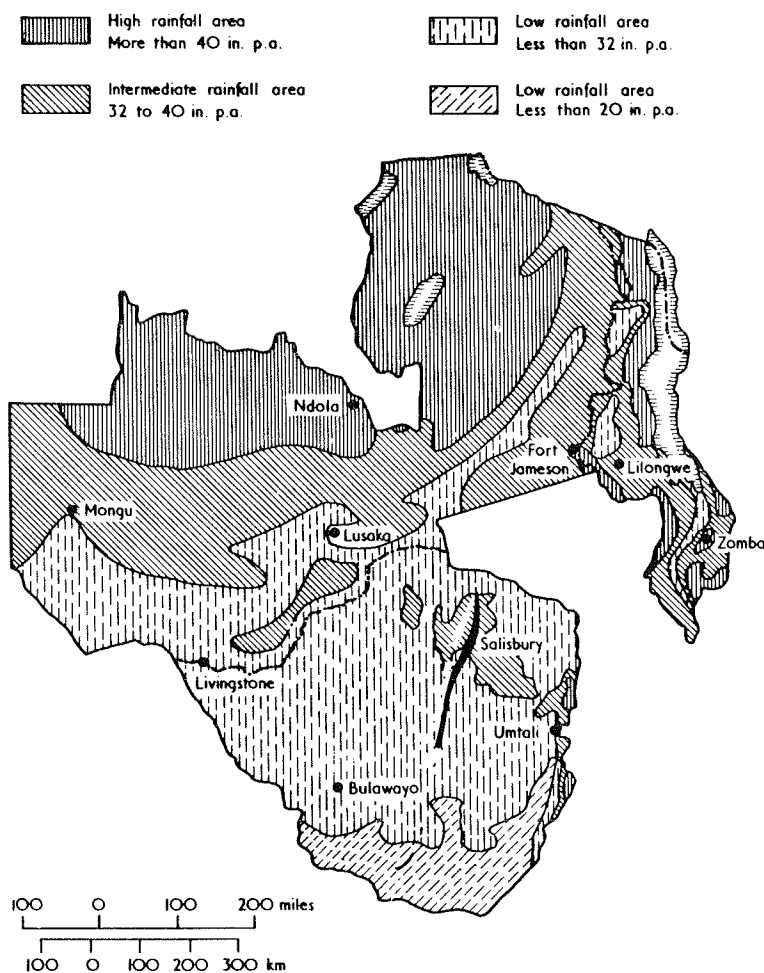 High rainfall area
More than 40 in. p.a.
Low rainfall area
Less than 32 in. p.a.
Intermediate rainfall area
32 to 40 in. p.a.
Low rainfall area
Less than 20 in. p.a.
Ndola
Fort
Jameson
Lilongwe
Mongu
Lusaka
Zomba
Salisbury
Livingstone
Umtali
Bulawayo
100 0 100 200 miles
100 0 100 200 300 km